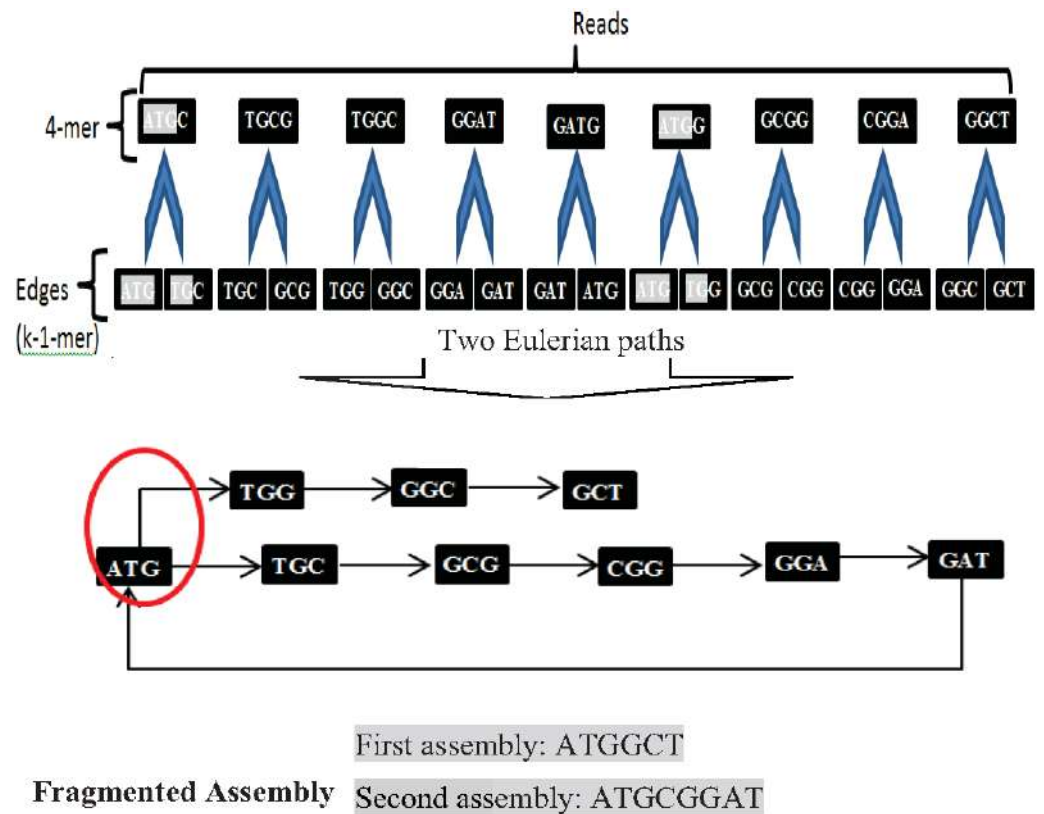 Reads
4-mer ATGC TGCG TGGC GGAT GATG ATGG GCGG CGGA GGCT
Edges
(k-1-mer)
ATG TGC TGC GCG TGG GGC GGA GAT GAT ATG ATG TGG GCG CGG CGG GGA GGC GCT
Two Eulerian paths
TGG GGC GCT
ATG TGC GCG CGG GGA GAT
First assembly: ATGGCT
Fragmented Assembly Second assembly: ATGCGGAT